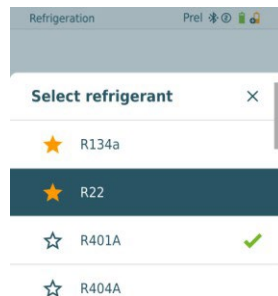 Refrigeration Prel
Select refrigerant
R134a
R22
R401A
R404A